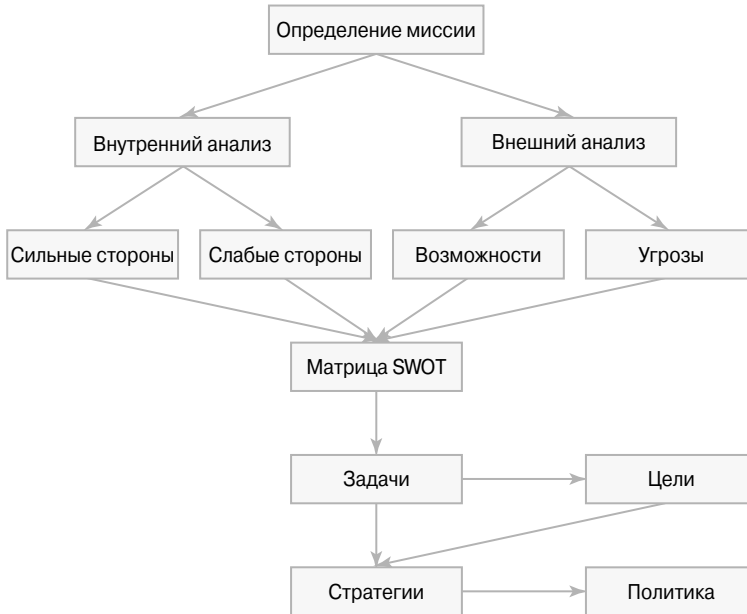 Определение миссии
Внутренний анализ
Внешний анализ
Сильные стороны
Слабые стороны
Возможности
Угрозы
Матрица SWOT
Задачи
Цели
Стратегии
Политика